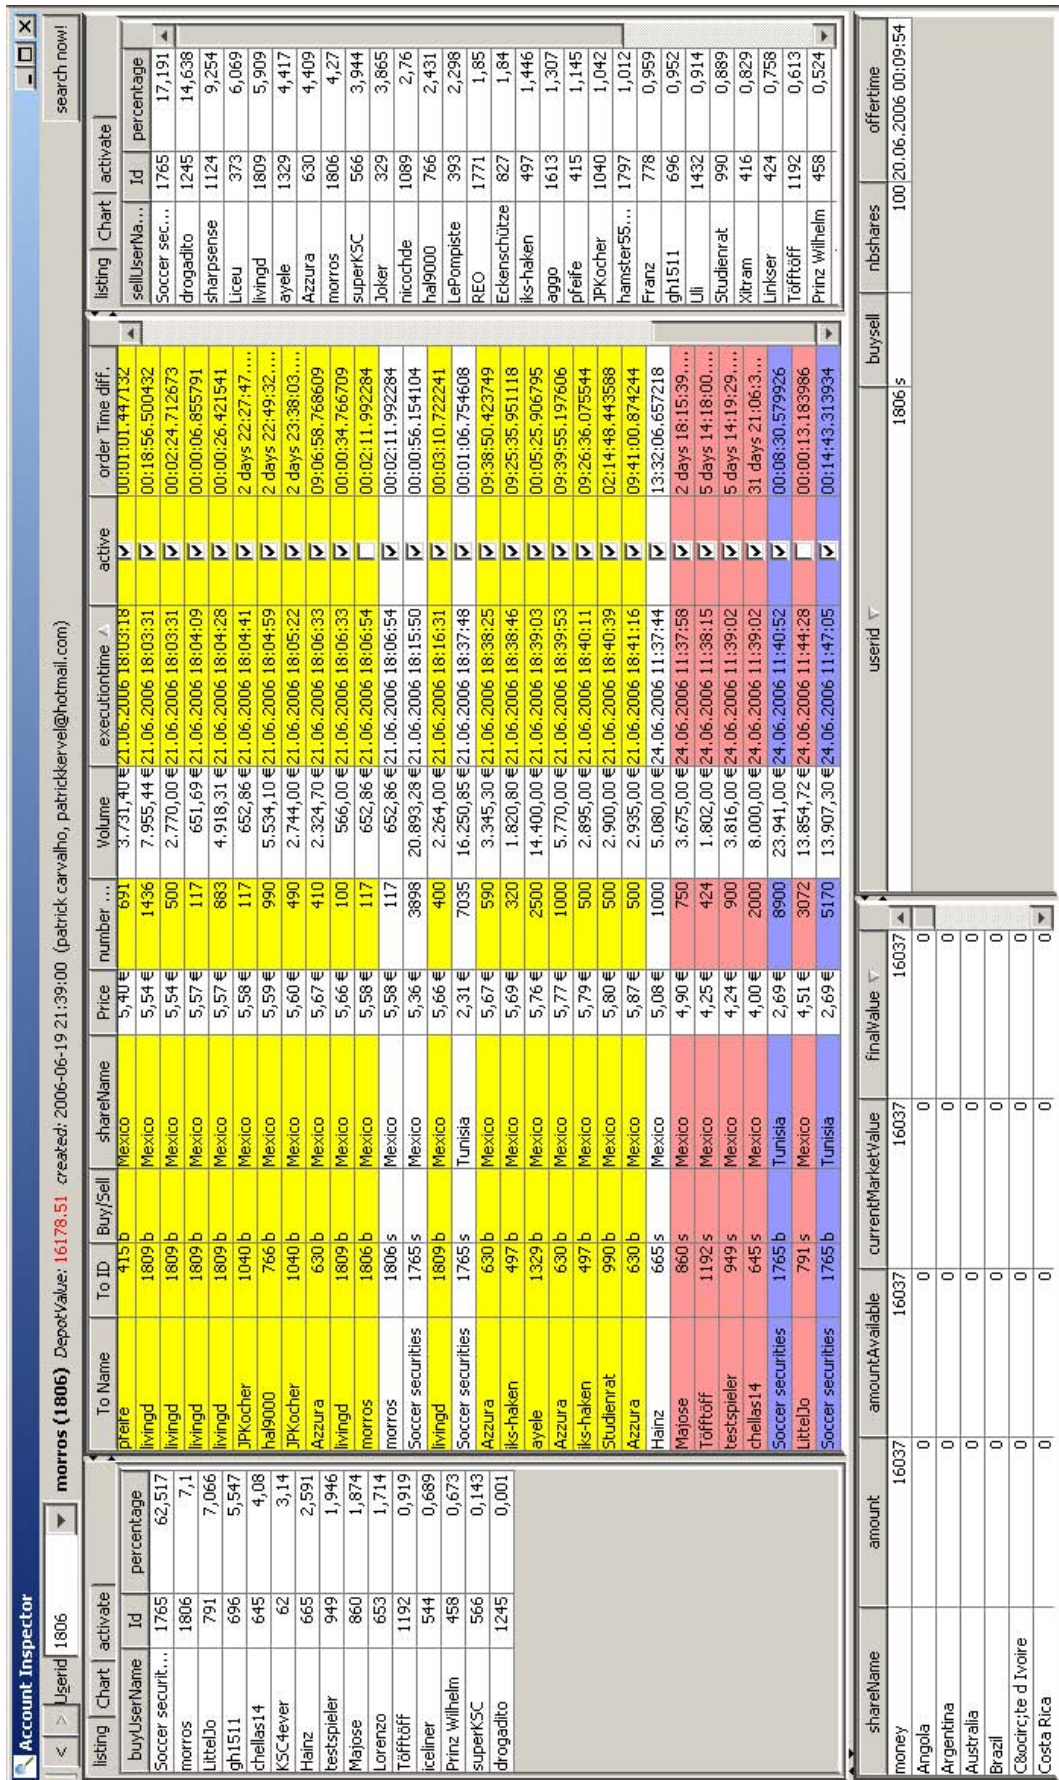 Account Inspector
< > Userid 1806 morros (1806) DepotValue: 16178.51 created: 2006-06-19 21:39:00 (patrick carvalho, patrickkervel@hotmail.com) search now!
listing Chart activate
buyUserName Id percentage
Soccer securit... 1765 62,517
morros 1806 7,1
LittelJo 791 7,066
gh1511 696 5,547
chellas14 645 4,08
KSC4ever 62 3,14
Hainz 665 2,591
testspieler 949 1,946
Majose 860 1,874
Lorenzo 653 1,714
Töfftöff 1192 0,919
iceliner 544 0,689
Prinz Wilhelm 458 0,673
superKSC 566 0,143
drogadito 1245 0,001
To Name To ID Buy/Sell shareName Price number ... Volume executiontime active order Time diff.
pfeife 415 b Mexico 5,40 € 691 3.731,40 € 21.06.2006 18:03:18 00:01:01.447132
livingd 1809 b Mexico 5,54 € 1436 7.955,44 € 21.06.2006 18:03:31 00:18:56.500432
livingd 1809 b Mexico 5,54 € 500 2.770,00 € 21.06.2006 18:03:31 00:02:24.712673
livingd 1809 b Mexico 5,57 € 117 651,69 € 21.06.2006 18:04:09 00:00:06.855791
livingd 1809 b Mexico 5,57 € 883 4.918,31 € 21.06.2006 18:04:28 00:00:26.421541
JPKocher 1040 b Mexico 5,58 € 117 652,86 € 21.06.2006 18:04:41 2 days 22:27:47....
hal9000 766 b Mexico 5,59 € 990 5.534,10 € 21.06.2006 18:04:59 2 days 22:49:32....
JPKocher 1040 b Mexico 5,60 € 490 2.744,00 € 21.06.2006 18:05:22 2 days 23:38:03....
Azzura 630 b Mexico 5,67 € 410 2.324,70 € 21.06.2006 18:06:33 09:06:58.768609
livingd 1809 b Mexico 5,66 € 100 566,00 € 21.06.2006 18:06:33 00:00:34.766709
morros 1806 b Mexico 5,58 € 117 652,86 € 21.06.2006 18:06:54 00:02:11.992284
morros 1806 s Mexico 5,58 € 117 652,86 € 21.06.2006 18:06:54 00:02:11.992284
Soccer securities 1765 s Mexico 5,36 € 3898 20.893,28 € 21.06.2006 18:15:50 00:00:56.154104
livingd 1809 b Mexico 5,66 € 400 2.264,00 € 21.06.2006 18:16:31 00:03:10.722241
Soccer securities 1765 s Tunisia 2,31 € 7035 16.250,85 € 21.06.2006 18:37:48 00:01:06.754608
Azzura 630 b Mexico 5,67 € 590 3.345,30 € 21.06.2006 18:38:25 09:38:50.423749
iks-haken 497 b Mexico 5,69 € 320 1.820,80 € 21.06.2006 18:38:46 09:25:35.951118
ayele 1329 b Mexico 5,76 € 2500 14.400,00 € 21.06.2006 18:39:03 00:05:25.906795
Azzura 630 b Mexico 5,77 € 1000 5.770,00 € 21.06.2006 18:39:53 09:39:55.197606
iks-haken 497 b Mexico 5,79 € 500 2.895,00 € 21.06.2006 18:40:11 09:26:36.075544
Studienrat 990 b Mexico 5,80 € 500 2.900,00 € 21.06.2006 18:40:39 02:14:48.443588
Azzura 630 b Mexico 5,87 € 500 2.935,00 € 21.06.2006 18:41:16 09:41:00.874244
Hainz 665 s Mexico 5,08 € 1000 5.080,00 € 24.06.2006 11:37:44 13:32:06.657218
Majose 860 s Mexico 4,90 € 750 3.675,00 € 24.06.2006 11:37:58 2 days 18:15:39....
Töfftöff 1192 s Mexico 4,25 € 424 1.802,00 € 24.06.2006 11:38:15 5 days 14:18:00....
testspieler 949 s Mexico 4,24 € 900 3.816,00 € 24.06.2006 11:39:02 5 days 14:19:29....
chellas14 645 s Mexico 4,00 € 2000 8.000,00 € 24.06.2006 11:39:02 31 days 21:06:3...
Soccer securities 1765 b Tunisia 2,69 € 8900 23.941,00 € 24.06.2006 11:40:52 00:08:30.579926
LittelJo 791 s Mexico 4,51 € 3072 13.854,72 € 24.06.2006 11:44:28 00:00:13.183986
Soccer securities 1765 b Tunisia 2,69 € 5170 13.907,30 € 24.06.2006 11:47:05 00:14:43.313934
listing Chart activate
sellUserNa... Id percentage
Soccer sec... 1765 17,191
drogadito 1245 14,638
sharpsense 1124 9,254
Liceu 373 6,069
livingd 1809 5,909
ayele 1329 4,417
Azzura 630 4,409
morros 1806 4,27
superKSC 566 3,944
Joker 329 3,865
nicochde 1089 2,76
hal9000 766 2,431
LePompiste 393 2,298
REO 1771 1,85
Eckenschütze 827 1,84
iks-haken 497 1,446
aggo 1613 1,307
pfeife 415 1,145
JPKocher 1040 1,042
hamster55... 1797 1,012
Franz 778 0,959
gh1511 696 0,952
Uli 1432 0,914
Studienrat 990 0,889
Xitram 416 0,829
Linkser 424 0,758
Töfftöff 1192 0,613
Prinz Wilhelm 458 0,524
shareName amount amountAvailable currentMarketValue finalValue
money 16037 16037 16037 16037
Angola 0 0 0 0
Argentina 0 0 0 0
Australia 0 0 0 0
Brazil 0 0 0 0
C&ocirc;te d Ivoire 0 0 0 0
Costa Rica 0 0 0 0
userid buysell nbshares offertime
1806 s 100 20.06.2006 00:09:54